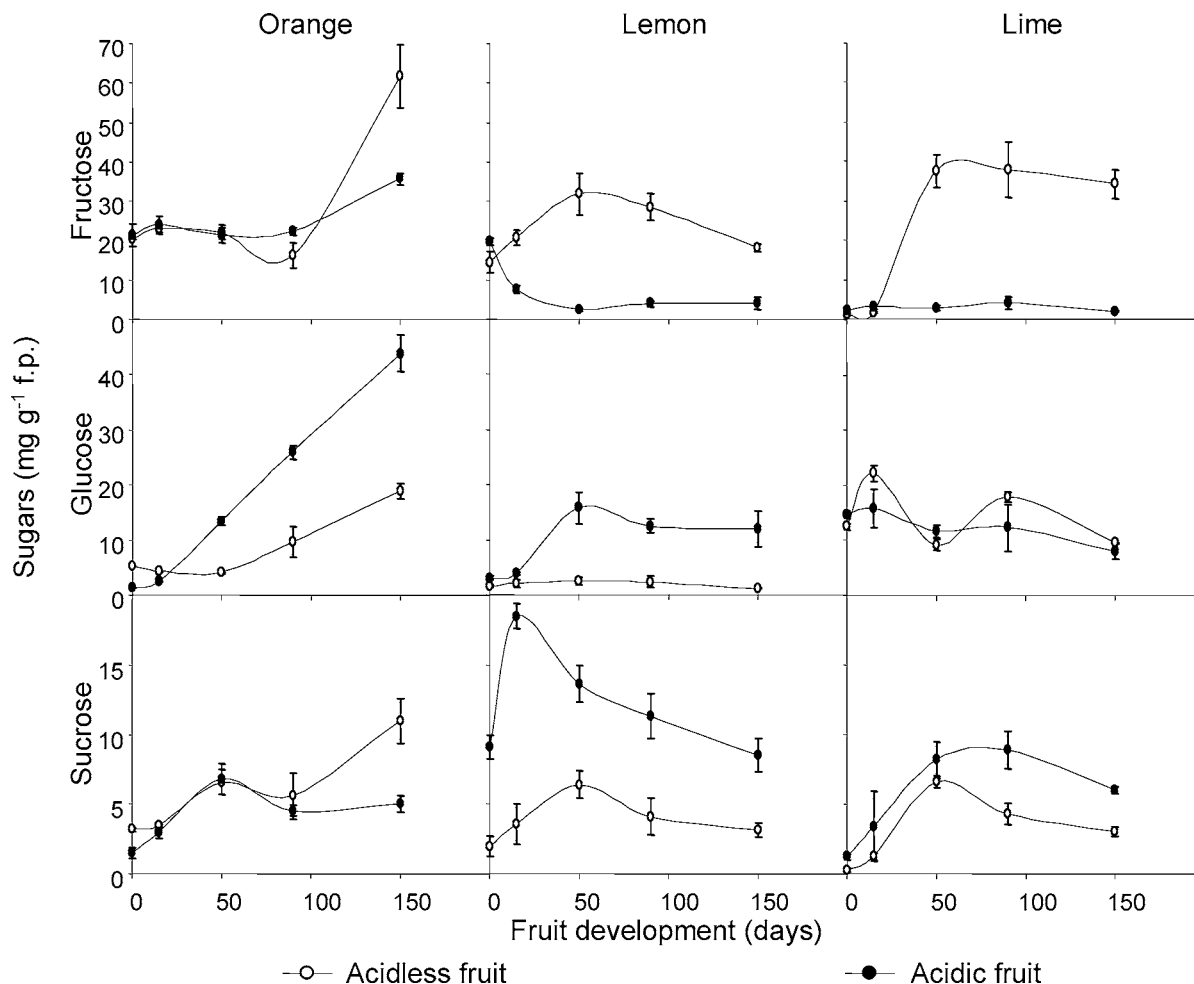 Orange Lemon Lime
Sugars (mg g⁻¹ f.p.)
Fructose
70
60
50
40
30
20
10
0
Glucose
40
30
20
10
0
Sucrose
15
10
5
0
0 50 100 150 0 50 100 150 0 50 100 150
Fruit development (days)
Acidless fruit Acidic fruit